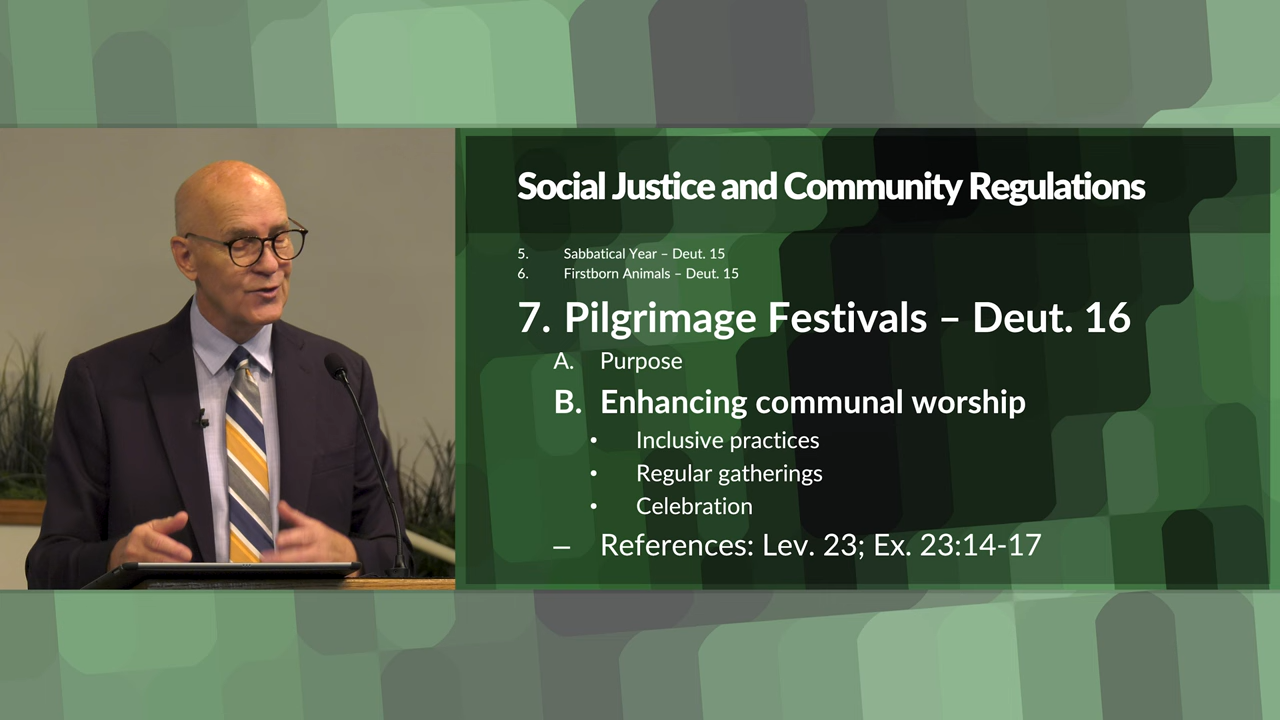 Social Justice and Community Regulations
5. Sabbatical Year – Deut. 15
6. Firstborn Animals – Deut. 15
7. Pilgrimage Festivals – Deut. 16
A. Purpose
B. Enhancing communal worship
• Inclusive practices
• Regular gatherings
• Celebration
– References: Lev. 23; Ex. 23:14-17